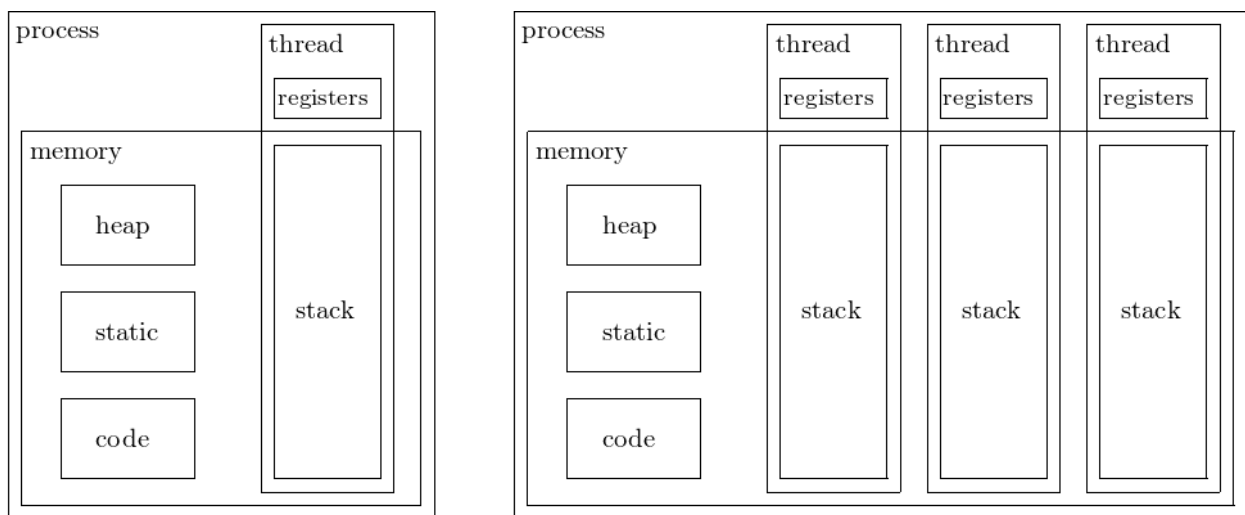 process
thread
registers
memory
heap
static
code
stack
process
thread
thread
thread
registers
registers
registers
memory
heap
static
code
stack
stack
stack